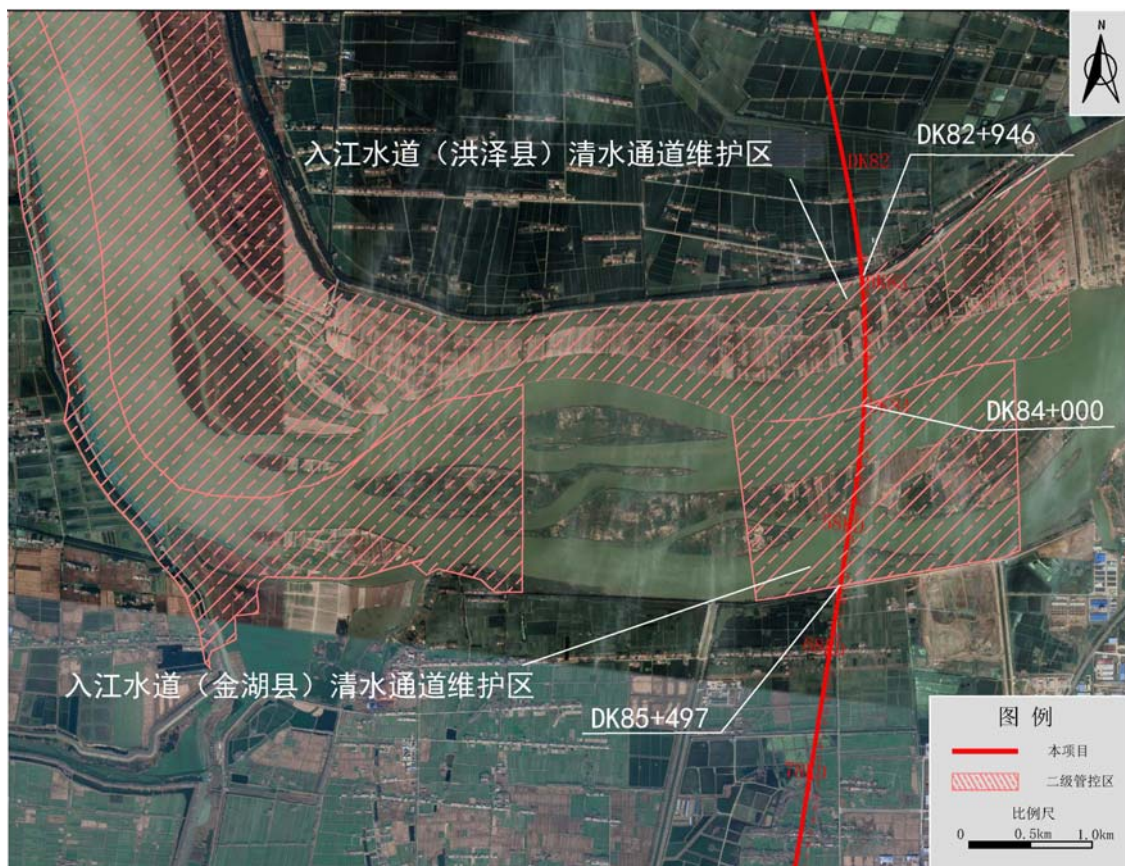 N
DK82+946
入江水道（洪泽县）清水通道维护区
DK82
DK84+000
入江水道（金湖县）清水通道维护区
DK85+497
图 例
本项目
二级管控区
比例尺
0 0.5km 1.0km